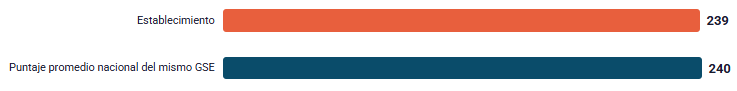 Establecimiento 239
Puntaje promedio nacional del mismo GSE 240